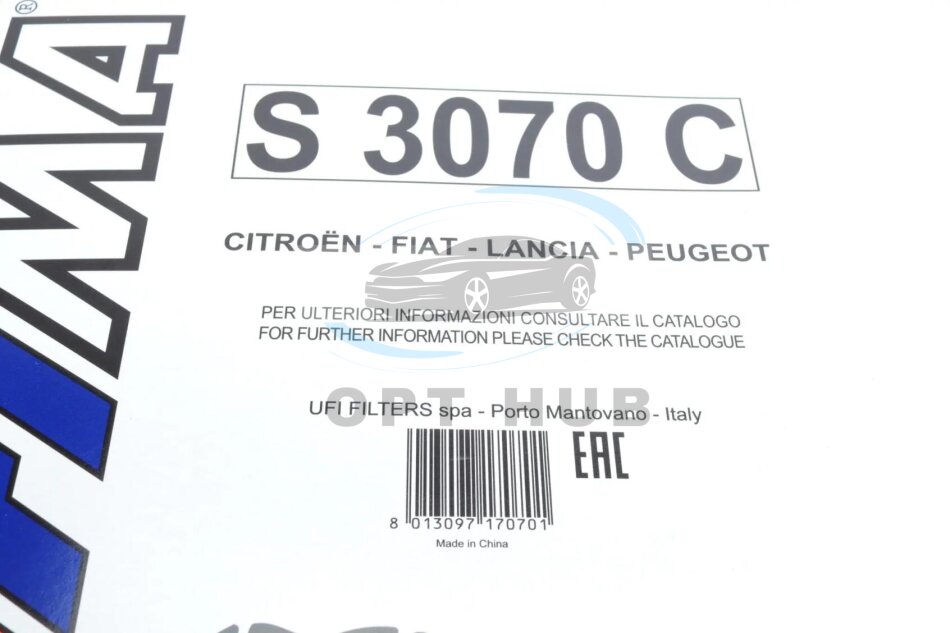 ®
S 3070 C
CITROËN - FIAT - LANCIA - PEUGEOT
PER ULTERIORI INFORMAZIONI CONSULTARE IL CATALOGO
FOR FURTHER INFORMATION PLEASE CHECK THE CATALOGUE
OPT HUB
UFI FILTERS spa - Porto Mantovano - Italy
EAC
8 013097 170701
Made in China